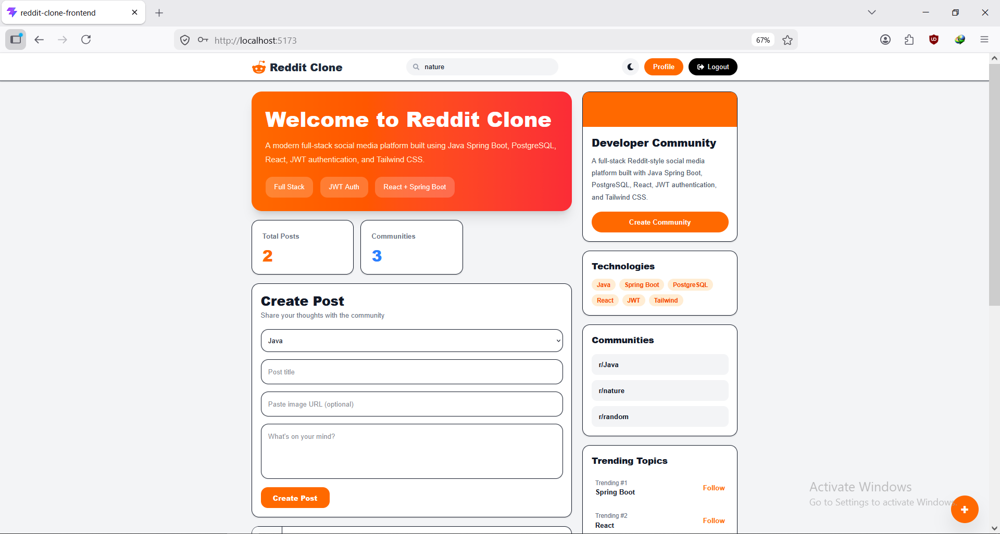 reddit-clone-frontend
http://localhost:5173
67%
Reddit Clone
nature
Profile
Logout
Welcome to Reddit Clone
A modern full-stack social media platform built using Java Spring Boot, PostgreSQL,
React, JWT authentication, and Tailwind CSS.
Full Stack
JWT Auth
React + Spring Boot
Total Posts
2
Communities
3
Create Post
Share your thoughts with the community
Java
Post title
Paste image URL (optional)
What's on your mind?
Create Post
Developer Community
A full-stack Reddit-style social media
platform built with Java Spring Boot,
PostgreSQL, React, JWT authentication,
and Tailwind CSS.
Create Community
Technologies
Java
Spring Boot
PostgreSQL
React
JWT
Tailwind
Communities
r/Java
r/nature
r/random
Trending Topics
Trending #1
Spring Boot
Follow
Trending #2
React
Follow
Activate Windows
Go to Settings to activate Windows.
+